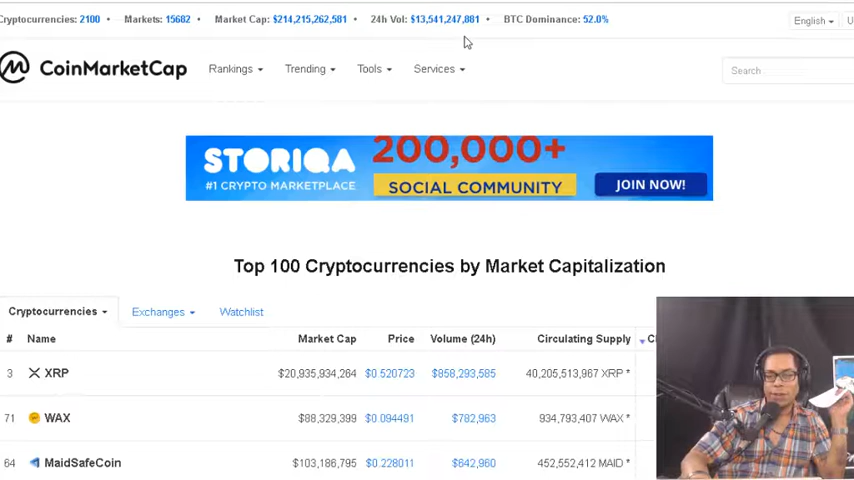 Cryptocurrencies: 2100 • Markets: 15682 • Market Cap: $214,215,262,581 • 24h Vol: $13,541,247,881 • BTC Dominance: 52.0% English
CoinMarketCap Rankings Trending Tools Services Search
STORIQA 200,000+
#1 CRYPTO MARKETPLACE SOCIAL COMMUNITY JOIN NOW!
Top 100 Cryptocurrencies by Market Capitalization
Cryptocurrencies Exchanges Watchlist
# Name Market Cap Price Volume (24h) Circulating Supply
3 XRP $20,935,934,264 $0.520723 $858,293,585 40,205,513,967 XRP *
71 WAX $88,329,399 $0.094491 $782,963 934,793,407 WAX *
64 MaidSafeCoin $103,186,795 $0.228011 $642,960 452,552,412 MAID *